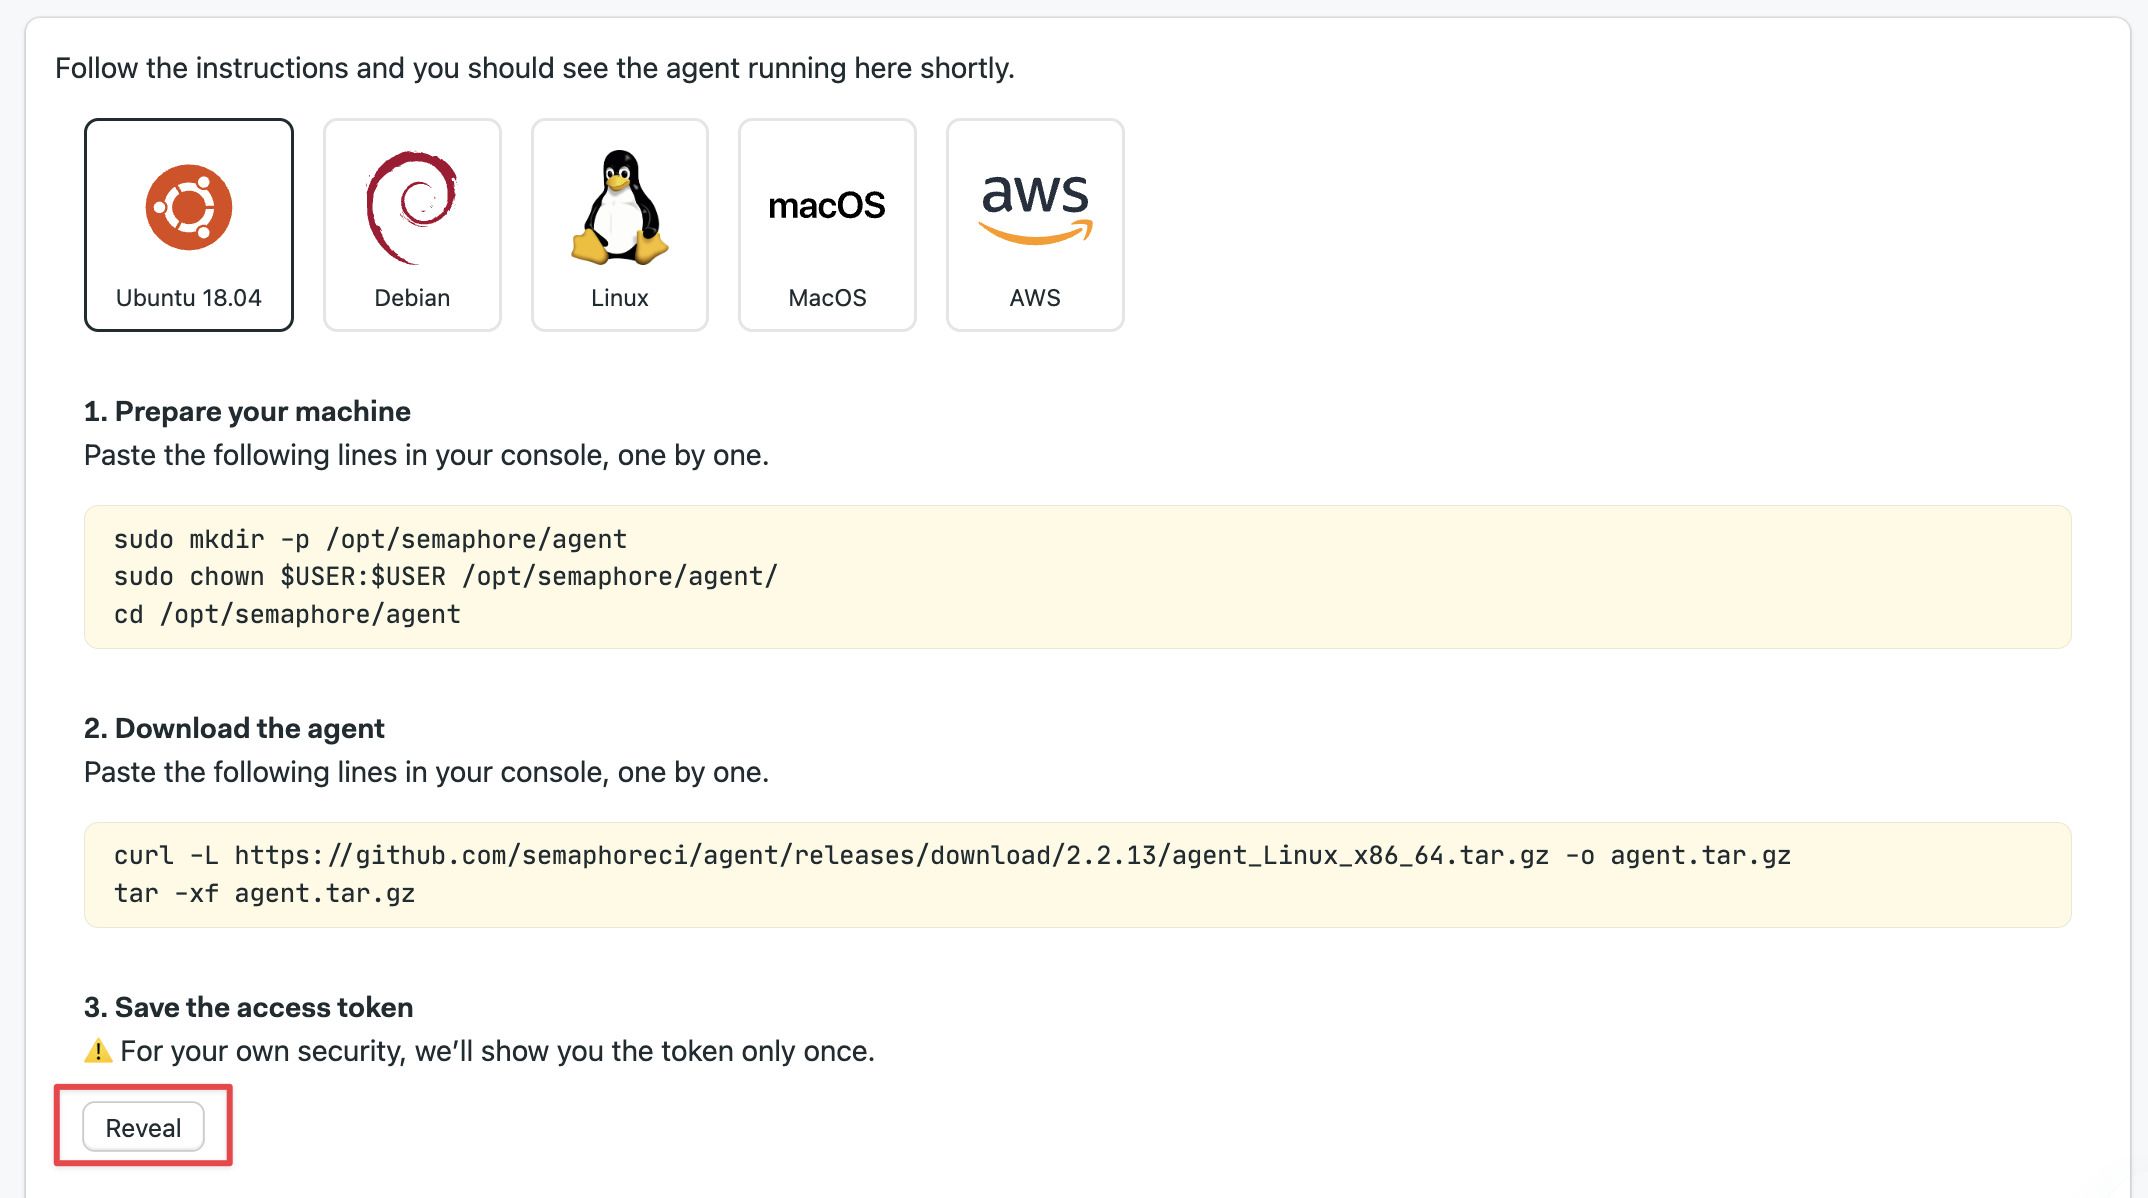 Follow the instructions and you should see the agent running here shortly.
macOS
aws
Ubuntu 18.04
Debian
Linux
MacOS
AWS
1. Prepare your machine
Paste the following lines in your console, one by one.
sudo mkdir -p /opt/semaphore/agent
sudo chown $USER:$USER /opt/semaphore/agent/
cd /opt/semaphore/agent
2. Download the agent
Paste the following lines in your console, one by one.
curl -L https://github.com/semaphoreci/agent/releases/download/2.2.13/agent_Linux_x86_64.tar.gz -o agent.tar.gz
tar -xf agent.tar.gz
3. Save the access token
⚠️ For your own security, we’ll show you the token only once.
Reveal